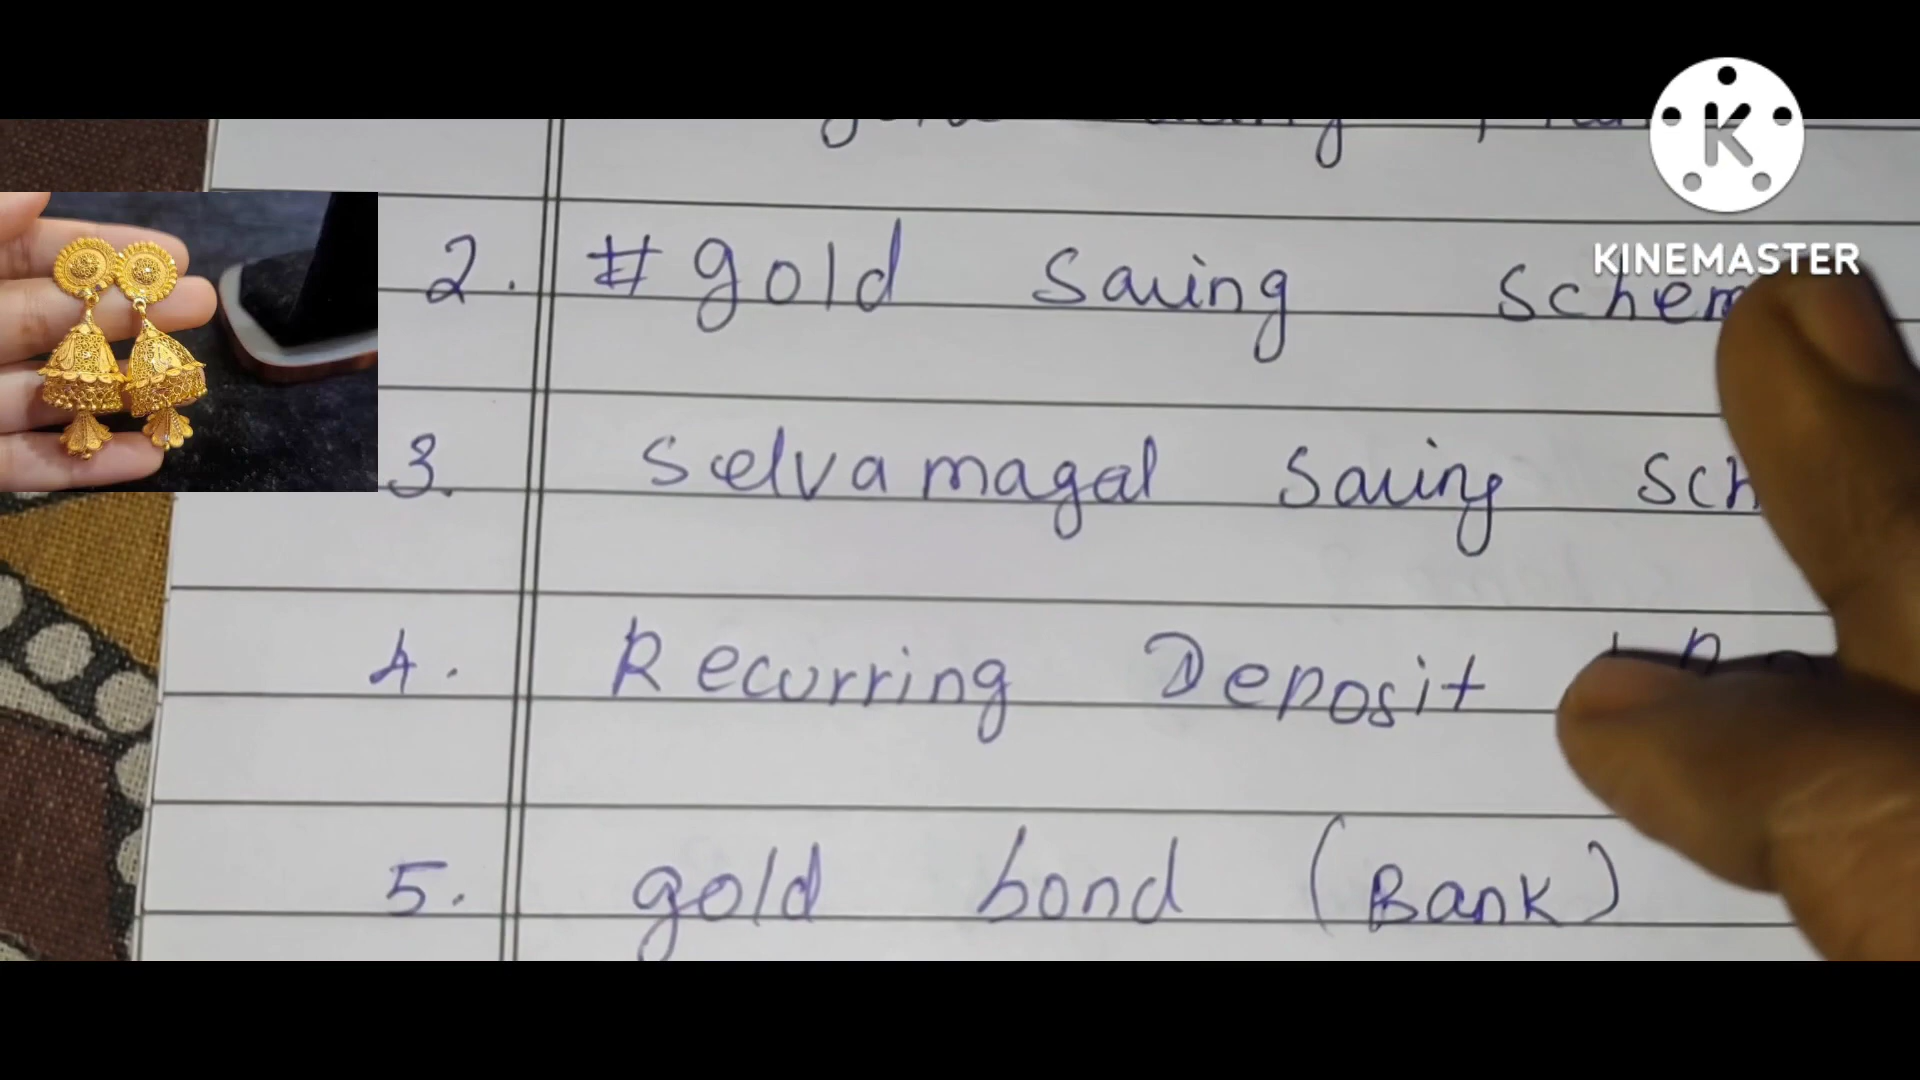 2. #gold Saving Schem
KINEMASTER
3. Selvamagal Saving Sch
4. Recurring Deposit
5. gold bond (Bank)